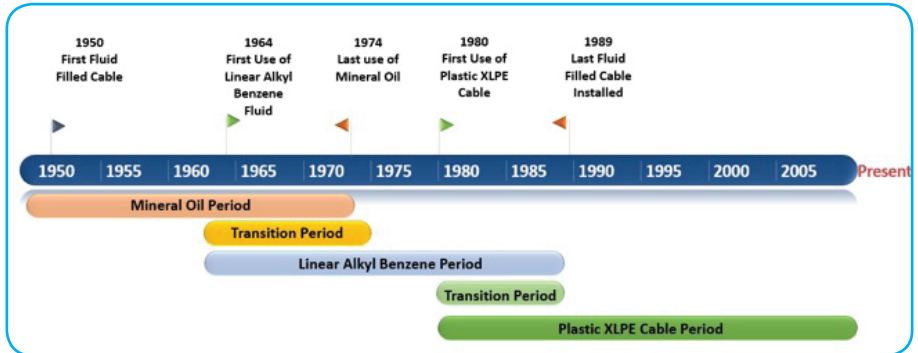 1950
First Fluid
Filled Cable
1964
First Use of
Linear Alkyl
Benzene
Fluid
1974
Last use of
Mineral Oil
1980
First Use of
Plastic XLPE
Cable
1989
Last Fluid
Filled Cable
Installed
1950 1955 1960 1965 1970 1975 1980 1985 1990 1995 2000 2005 Present
Mineral Oil Period
Transition Period
Linear Alkyl Benzene Period
Transition Period
Plastic XLPE Cable Period